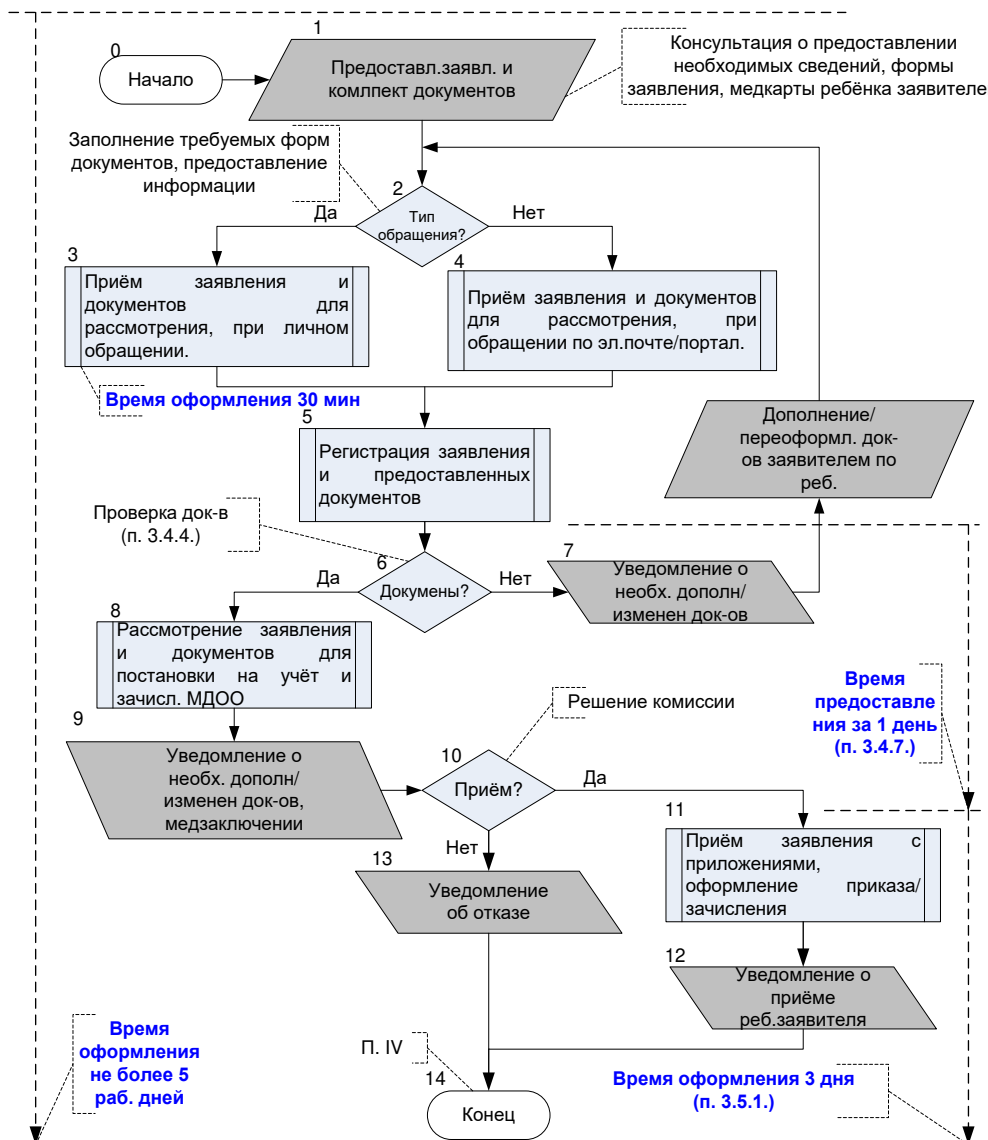 0
Начало
1
Предоставл.заявл. и
комлпект документов
Консультация о предоставлении
необходимых сведений, формы
заявления, медкарты ребёнка заявителе
Заполнение требуемых форм
документов, предоставление
информации
2
Тип
обращения?
Да
Нет
3
Приём заявления и
документов для
рассмотрения, при личном
обращении.
4
Приём заявления и документов
для рассмотрения, при
обращении по эл.почте/портал.
Время оформления 30 мин
5
Регистрация заявления
и предоставленных
документов
Дополнение/
переоформл. док-
ов заявителем по
реб.
Проверка док-в
(п. 3.4.4.)
6
Докумены?
Да
Нет
7
Уведомление о
необх. дополн/
изменен док-ов
8
Рассмотрение заявления
и документов для
постановки на учёт и
зачисл. МДОО
9
Уведомление о
необх. дополн/
изменен док-ов,
медзаключении
Решение комиссии
10
Приём?
Да
Нет
Время
предоставле
ния за 1 день
(п. 3.4.7.)
11
Приём заявления с
приложениями,
оформление приказа/
зачисления
13
Уведомление
об отказе
12
Уведомление о
приёме
реб.заявителя
Время
оформления
не более 5
раб. дней
П. IV
14
Конец
Время оформления 3 дня
(п. 3.5.1.)